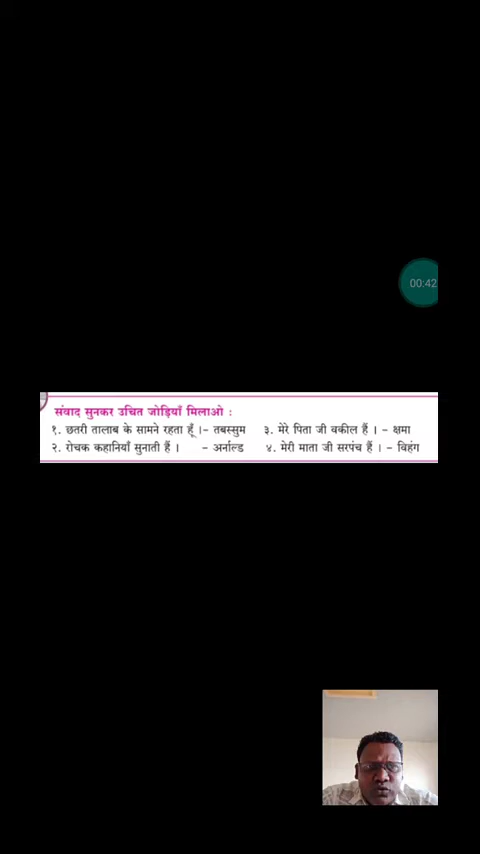 00:42
संवाद सुनकर उचित जोड़ियाँ मिलाओ :
१. छतरी तालाब के सामने रहता हूँ ।- तबस्सुम ३. मेरे पिता जी वकील हैं । - क्षमा
२. रोचक कहानियाँ सुनाती हैं । - अर्नाल्ड ४. मेरी माता जी सरपंच हैं । - विहंग